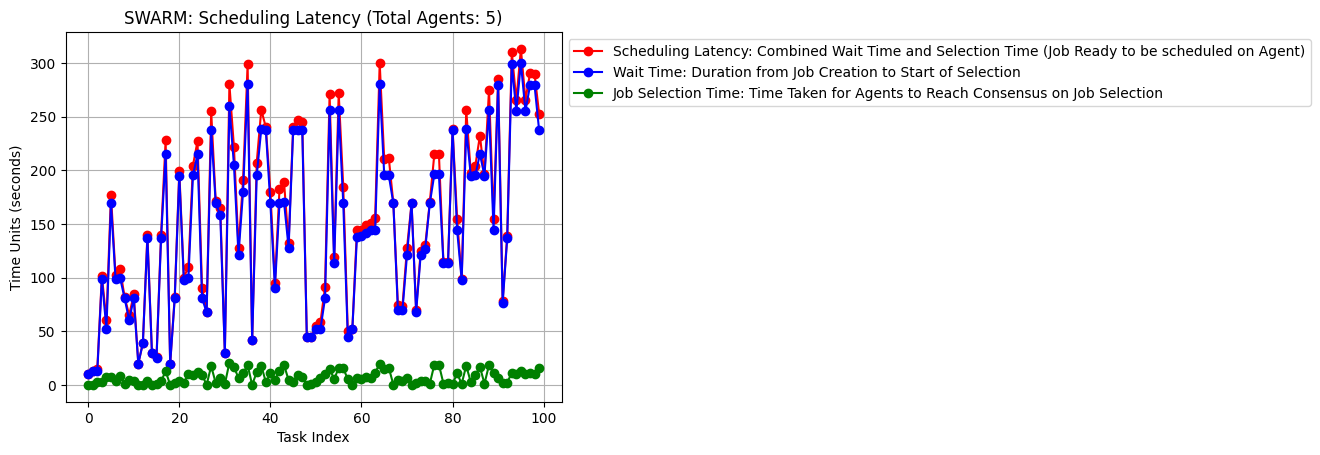 SWARM: Scheduling Latency (Total Agents: 5)
Scheduling Latency: Combined Wait Time and Selection Time (Job Ready to be scheduled on Agent)
Wait Time: Duration from Job Creation to Start of Selection
Job Selection Time: Time Taken for Agents to Reach Consensus on Job Selection
Time Units (seconds)
300
250
200
150
100
50
0
0 20 40 60 80 100
Task Index